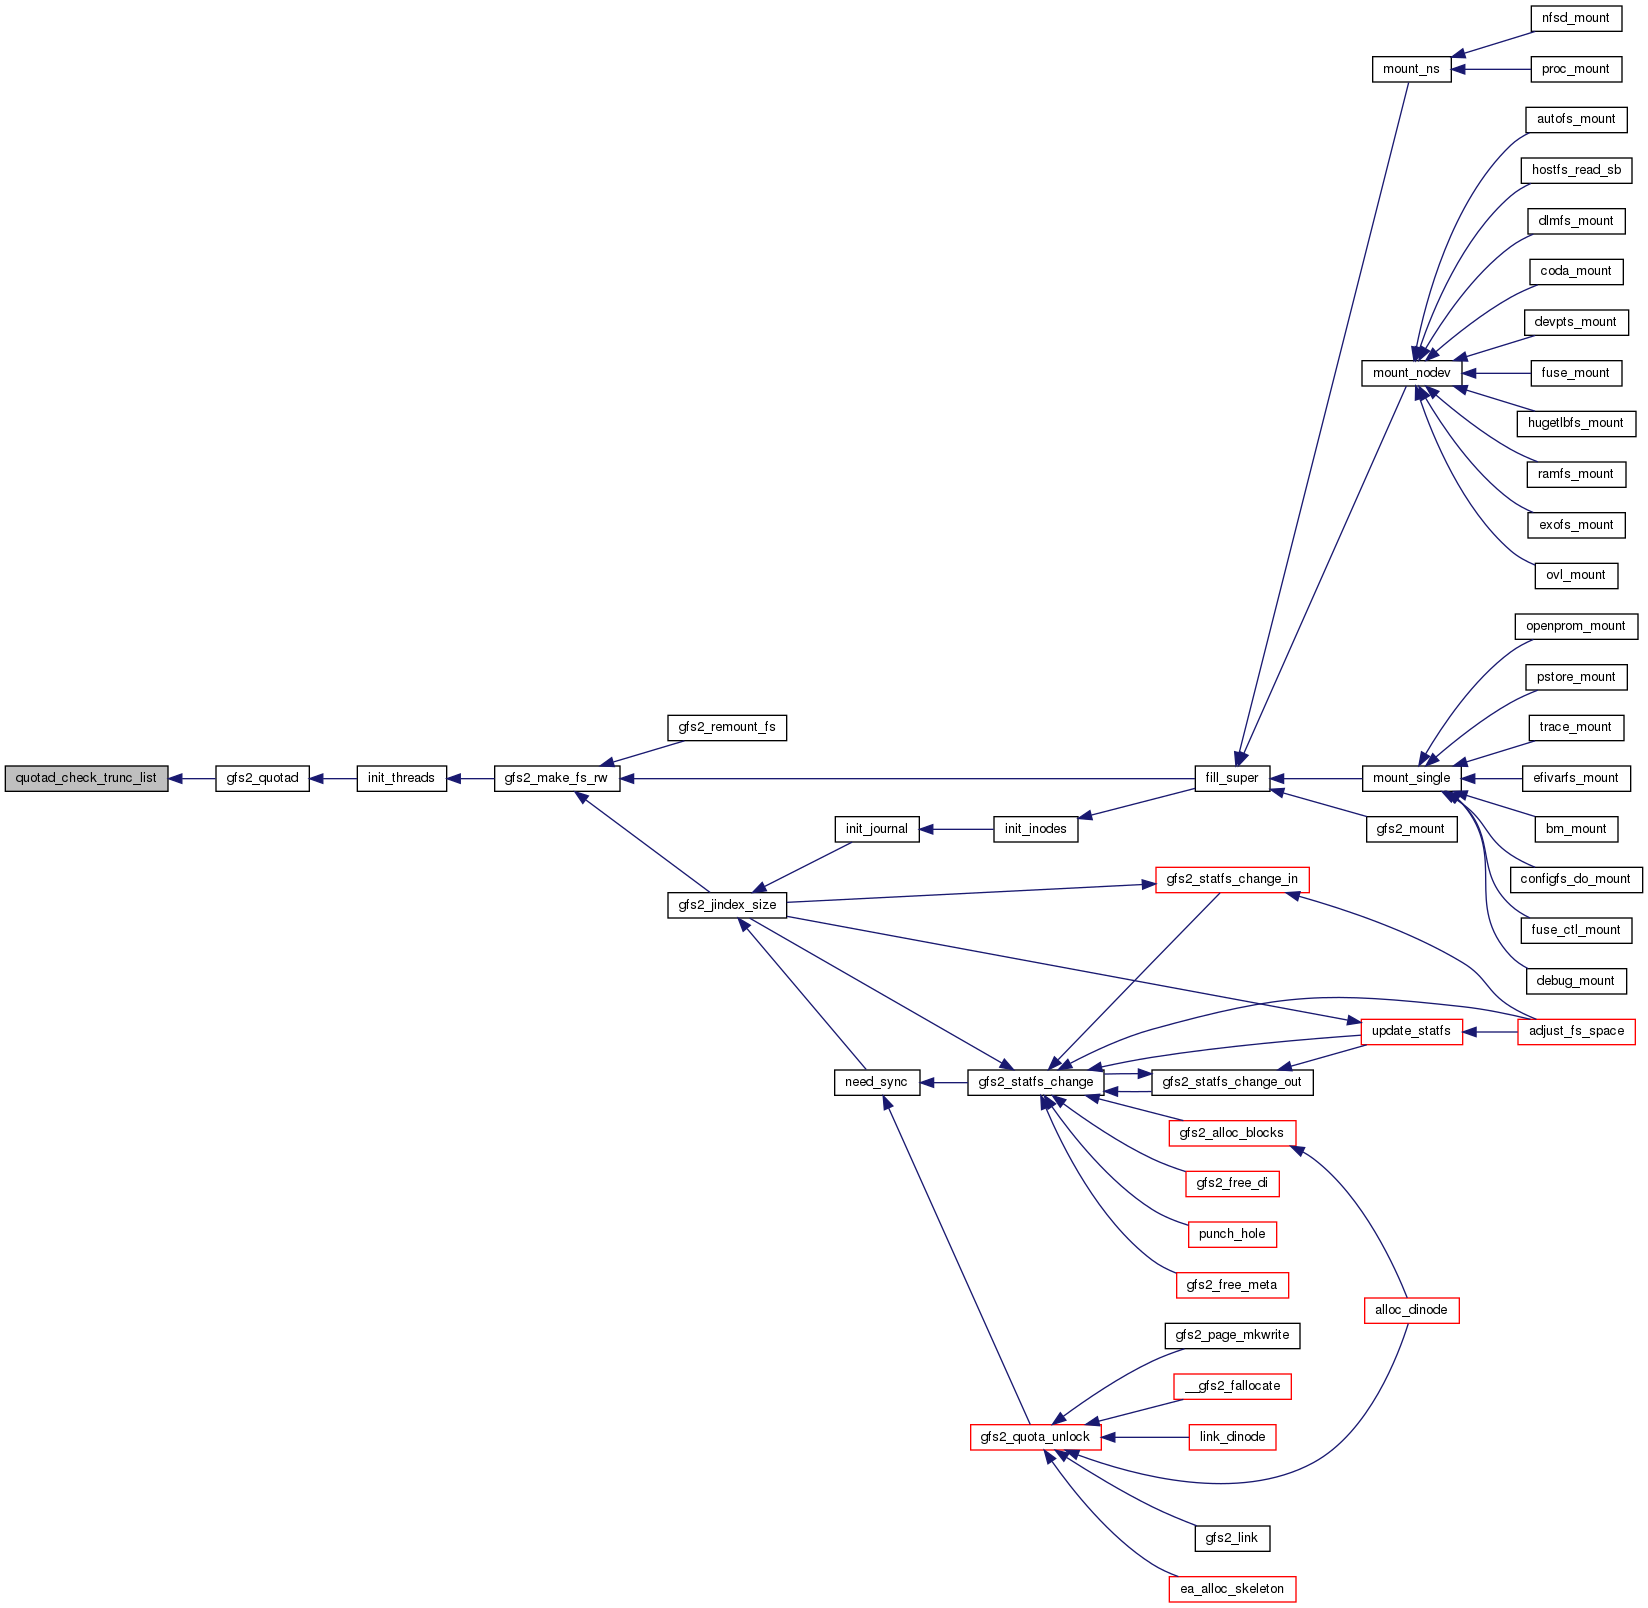 nfsd_mount
mount_ns
proc_mount
autofs_mount
hostfs_read_sb
dlmfs_mount
coda_mount
devpts_mount
mount_nodev
fuse_mount
hugetlbfs_mount
ramfs_mount
exofs_mount
ovl_mount
openprom_mount
pstore_mount
gfs2_remount_fs
trace_mount
quotad_check_trunc_list
gfs2_quotad
init_threads
gfs2_make_fs_rw
fill_super
mount_single
efivarfs_mount
init_journal
init_inodes
gfs2_mount
bm_mount
gfs2_statfs_change_in
configfs_do_mount
gfs2_jindex_size
fuse_ctl_mount
debug_mount
update_statfs
adjust_fs_space
need_sync
gfs2_statfs_change
gfs2_statfs_change_out
gfs2_alloc_blocks
gfs2_free_di
punch_hole
gfs2_free_meta
alloc_dinode
gfs2_page_mkwrite
__gfs2_fallocate
gfs2_quota_unlock
link_dinode
gfs2_link
ea_alloc_skeleton